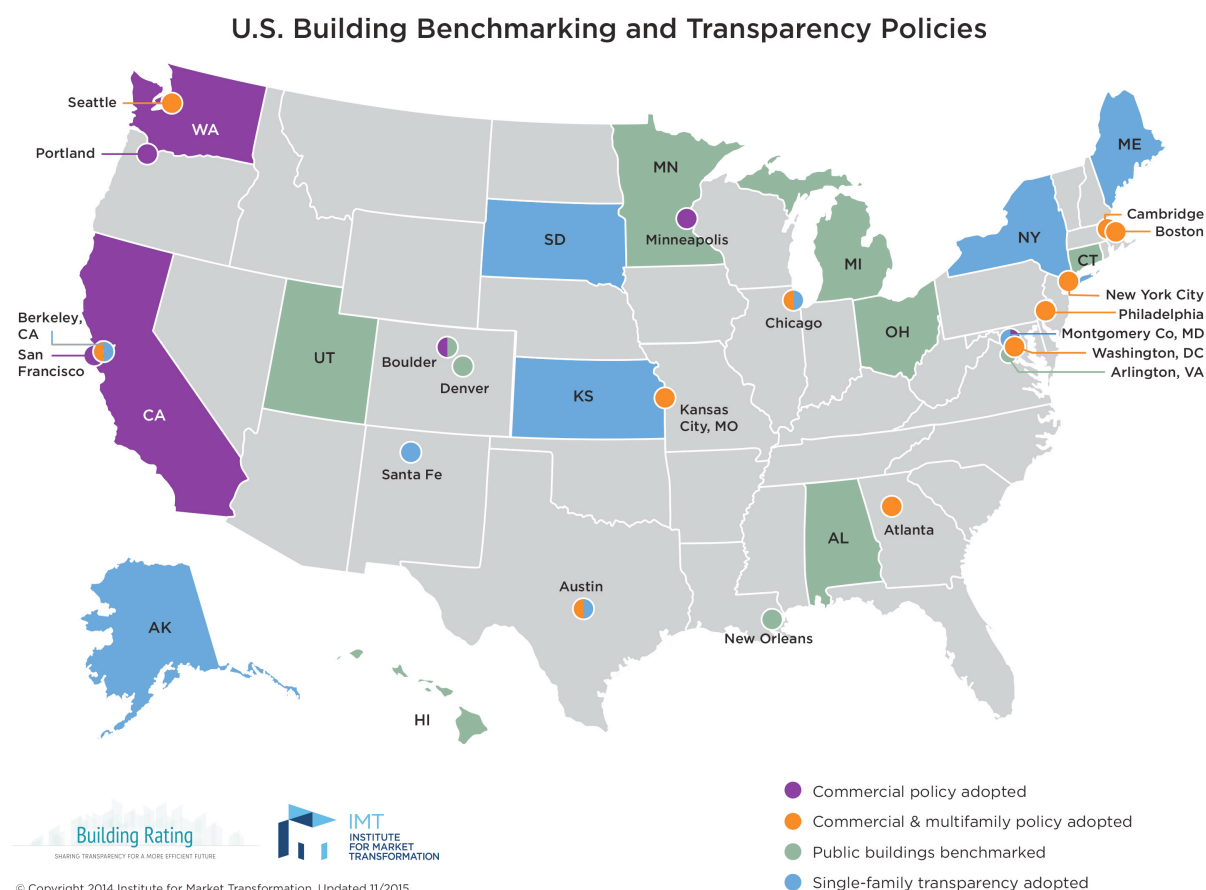 U.S. Building Benchmarking and Transparency Policies
Seattle
WA
Portland
MN
ME
Minneapolis
SD
MI
NY
Cambridge
Boston
CT
New York City
Philadelphia
Montgomery Co, MD
Washington, DC
Arlington, VA
Berkeley,
CA
San
Francisco
CA
UT
Boulder
Denver
Chicago
OH
KS
Kansas
City, MO
Santa Fe
AL
Atlanta
Austin
New Orleans
AK
HI
Building Rating
SHARING TRANSPARENCY FOR A MORE EFFICIENT FUTURE
IMT
INSTITUTE
FOR MARKET
TRANSFORMATION
Commercial policy adopted
Commercial & multifamily policy adopted
Public buildings benchmarked
Single-family transparency adopted
© Copyright 2014 Institute for Market Transformation. Updated 11/2015